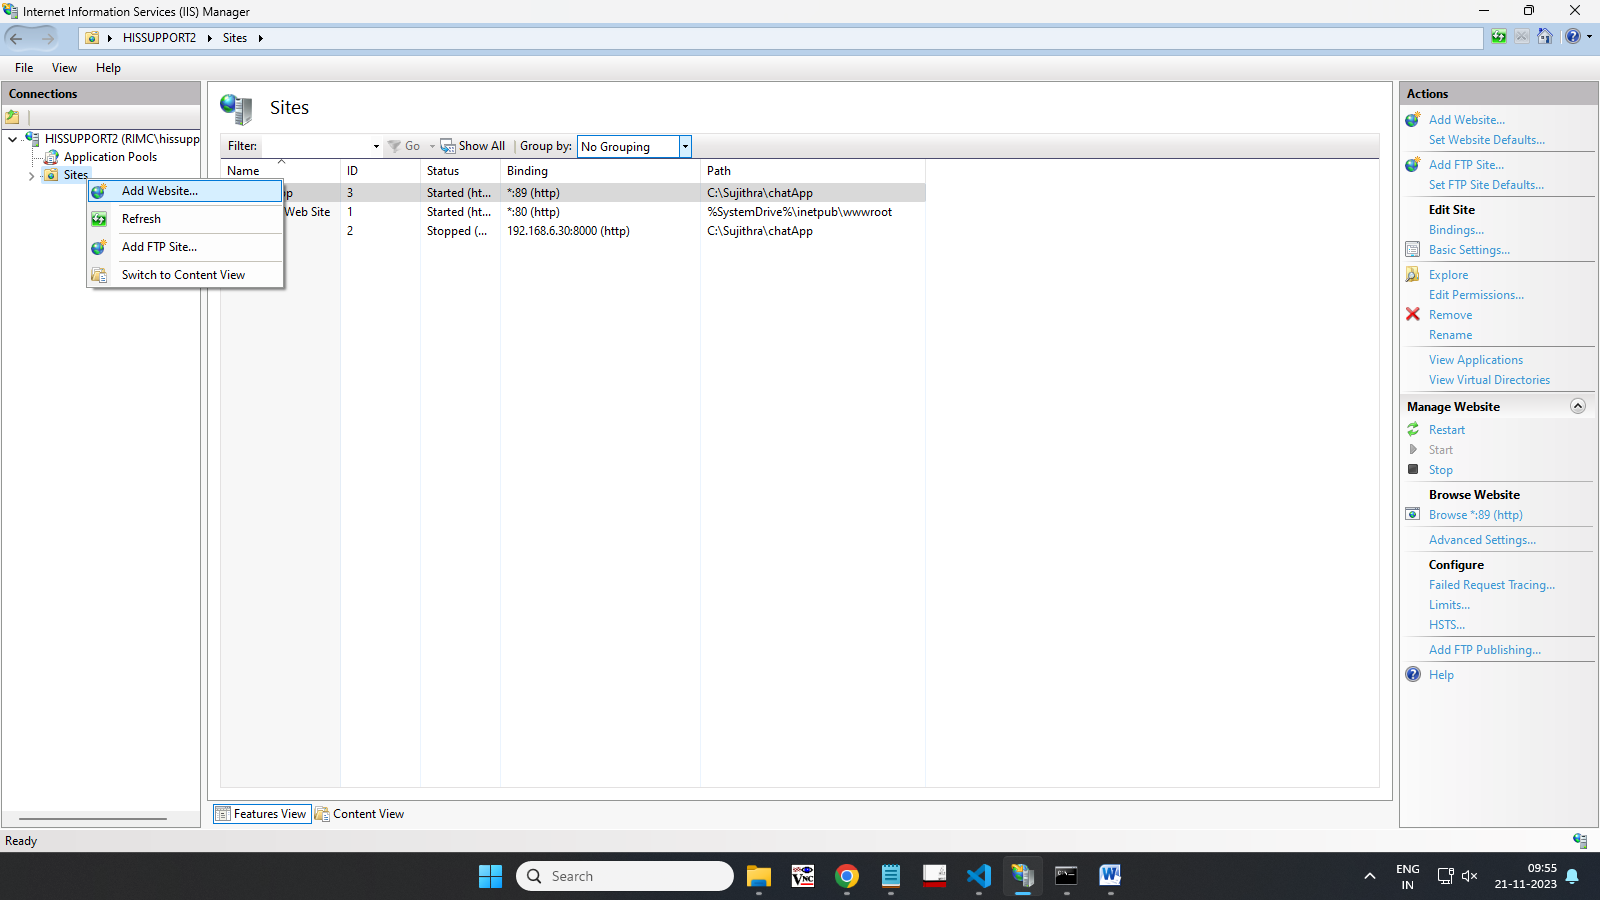 Internet Information Services (IIS) Manager
HISSUPPORT2 Sites
File View Help
Connections
HISSUPPORT2 (RIMC\hissupp
Application Pools
Sites
Add Website...
Refresh
Add FTP Site...
Switch to Content View
Sites
Filter: Go Show All Group by: No Grouping
Name ID Status Binding Path
3 Started (ht... *:89 (http) C:\Sujithra\chatApp
Web Site 1 Started (ht... *:80 (http) %SystemDrive%\inetpub\wwwroot
2 Stopped (... 192.168.6.30:8000 (http) C:\Sujithra\chatApp
Features View Content View
Actions
Add Website...
Set Website Defaults...
Add FTP Site...
Set FTP Site Defaults...
Edit Site
Bindings...
Basic Settings...
Explore
Edit Permissions...
Remove
Rename
View Applications
View Virtual Directories
Manage Website
Restart
Start
Stop
Browse Website
Browse *:89 (http)
Advanced Settings...
Configure
Failed Request Tracing...
Limits...
HSTS...
Add FTP Publishing...
Help
Ready
Search
ENG
IN
09:55
21-11-2023